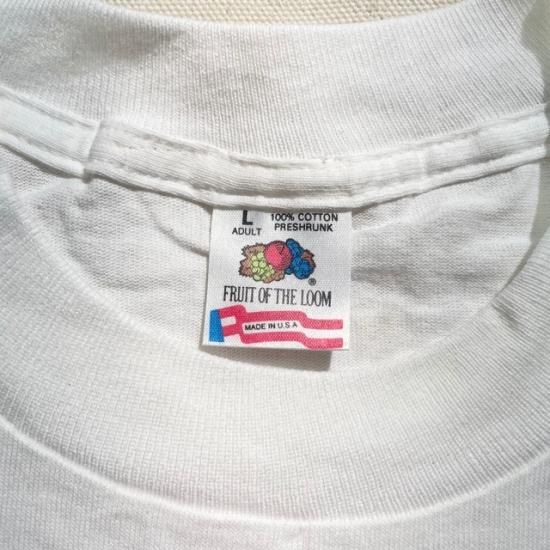 L 100% COTTON
ADULT PRESHRUNK
®
FRUIT OF THE LOOM
MADE IN U.S.A